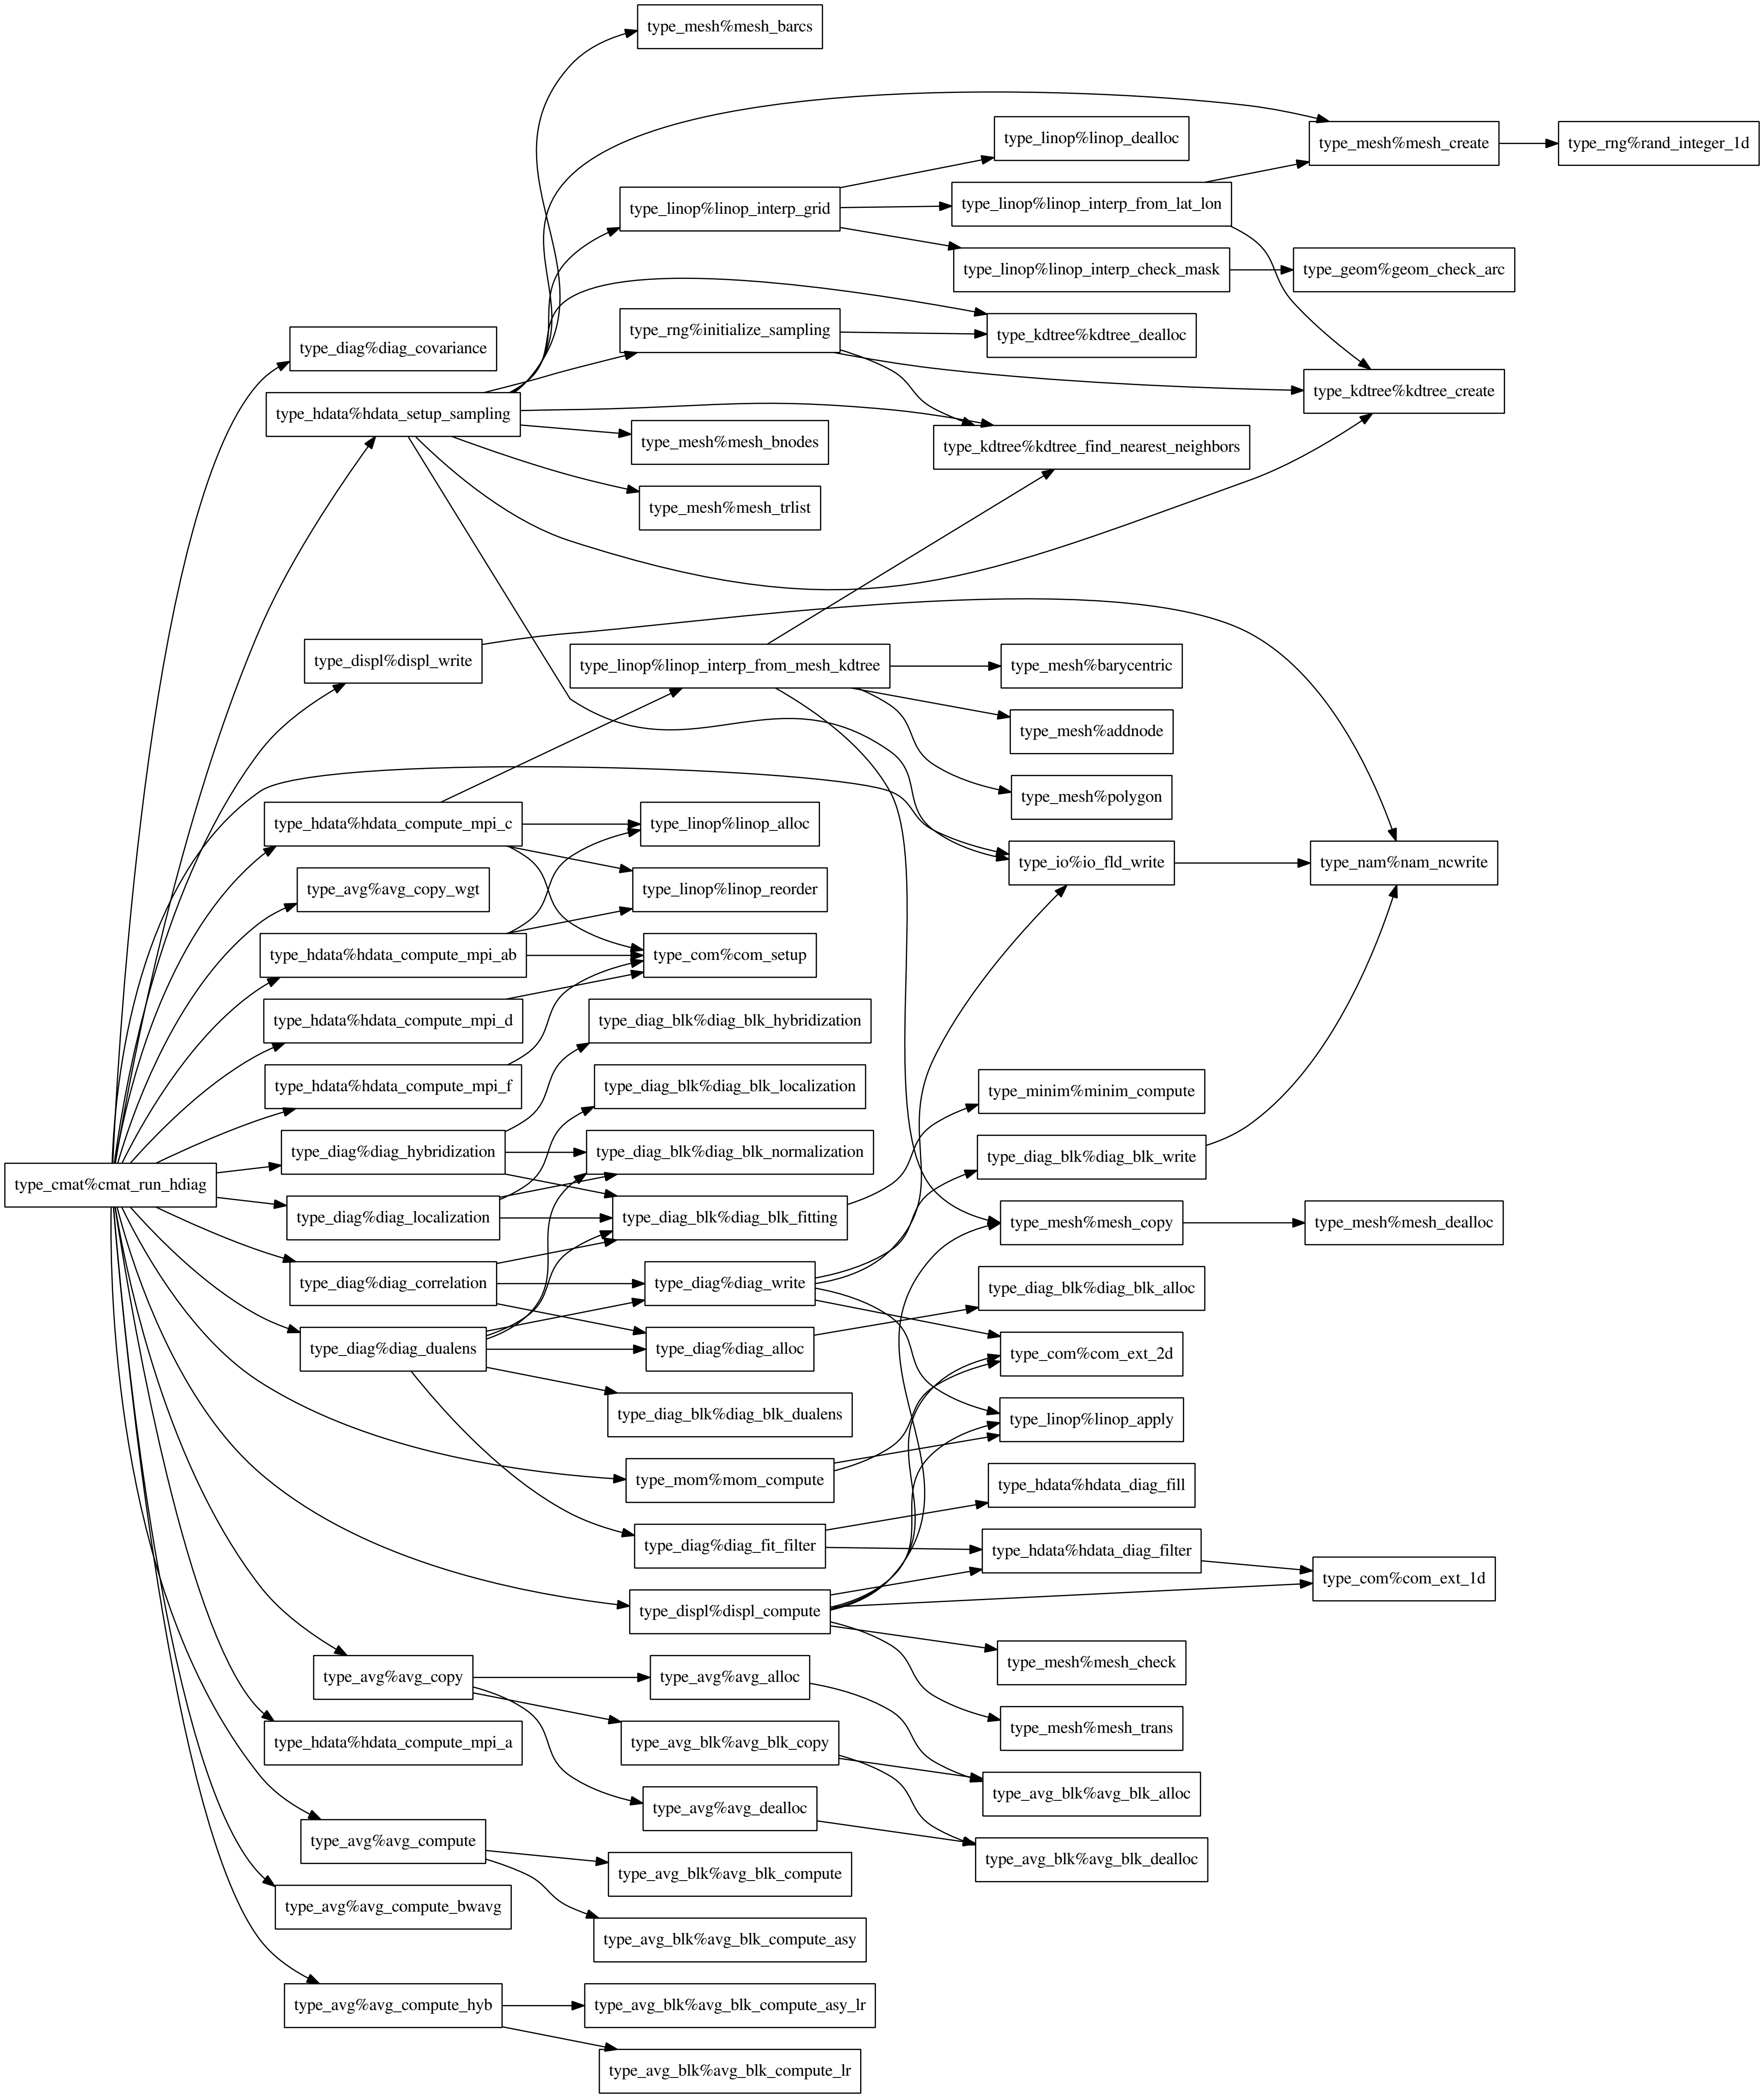 type_mesh%mesh_barcs
type_linop%linop_dealloc
type_mesh%mesh_create
type_rng%rand_integer_1d
type_linop%linop_interp_grid
type_linop%linop_interp_from_lat_lon
type_linop%linop_interp_check_mask
type_geom%geom_check_arc
type_diag%diag_covariance
type_rng%initialize_sampling
type_kdtree%kdtree_dealloc
type_hdata%hdata_setup_sampling
type_kdtree%kdtree_create
type_mesh%mesh_bnodes
type_kdtree%kdtree_find_nearest_neighbors
type_mesh%mesh_trlist
type_displ%displ_write
type_linop%linop_interp_from_mesh_kdtree
type_mesh%barycentric
type_mesh%addnode
type_mesh%polygon
type_hdata%hdata_compute_mpi_c
type_linop%linop_alloc
type_io%io_fld_write
type_nam%nam_ncwrite
type_avg%avg_copy_wgt
type_linop%linop_reorder
type_hdata%hdata_compute_mpi_ab
type_com%com_setup
type_hdata%hdata_compute_mpi_d
type_diag_blk%diag_blk_hybridization
type_hdata%hdata_compute_mpi_f
type_diag_blk%diag_blk_localization
type_minim%minim_compute
type_diag%diag_hybridization
type_diag_blk%diag_blk_normalization
type_diag_blk%diag_blk_write
type_cmat%cmat_run_hdiag
type_diag%diag_localization
type_diag_blk%diag_blk_fitting
type_mesh%mesh_copy
type_mesh%mesh_dealloc
type_diag%diag_correlation
type_diag%diag_write
type_diag_blk%diag_blk_alloc
type_diag%diag_dualens
type_diag%diag_alloc
type_com%com_ext_2d
type_diag_blk%diag_blk_dualens
type_linop%linop_apply
type_mom%mom_compute
type_hdata%hdata_diag_fill
type_diag%diag_fit_filter
type_hdata%hdata_diag_filter
type_com%com_ext_1d
type_displ%displ_compute
type_mesh%mesh_check
type_avg%avg_copy
type_avg%avg_alloc
type_mesh%mesh_trans
type_hdata%hdata_compute_mpi_a
type_avg_blk%avg_blk_copy
type_avg_blk%avg_blk_alloc
type_avg%avg_dealloc
type_avg%avg_compute
type_avg_blk%avg_blk_dealloc
type_avg_blk%avg_blk_compute
type_avg%avg_compute_bwavg
type_avg_blk%avg_blk_compute_asy
type_avg%avg_compute_hyb
type_avg_blk%avg_blk_compute_asy_lr
type_avg_blk%avg_blk_compute_lr